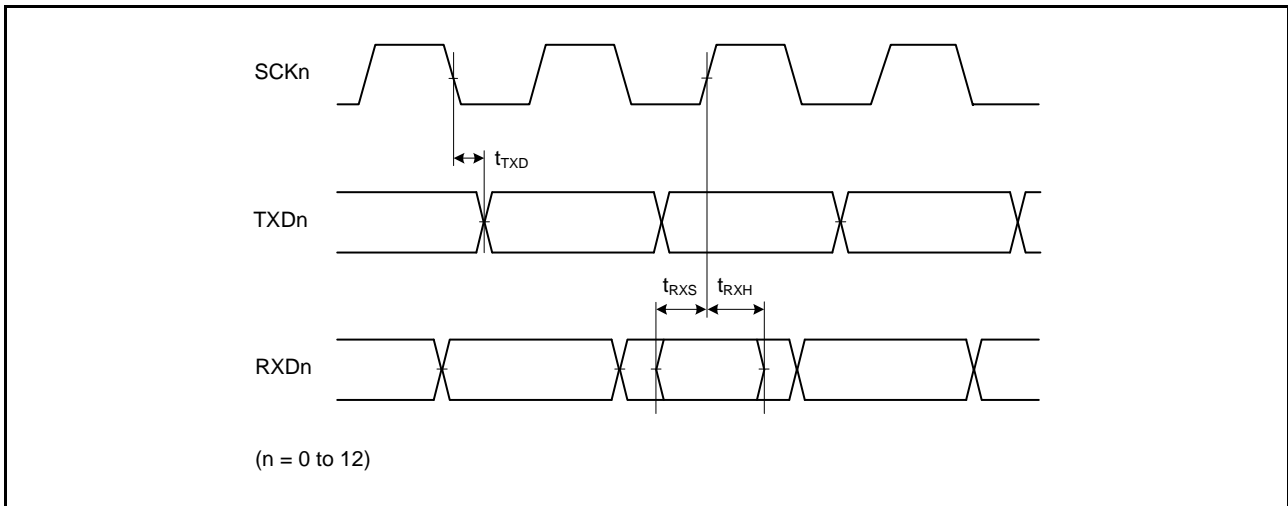 SCKn
tTXD
TXDn
tRXS tRXH
RXDn
(n = 0 to 12)